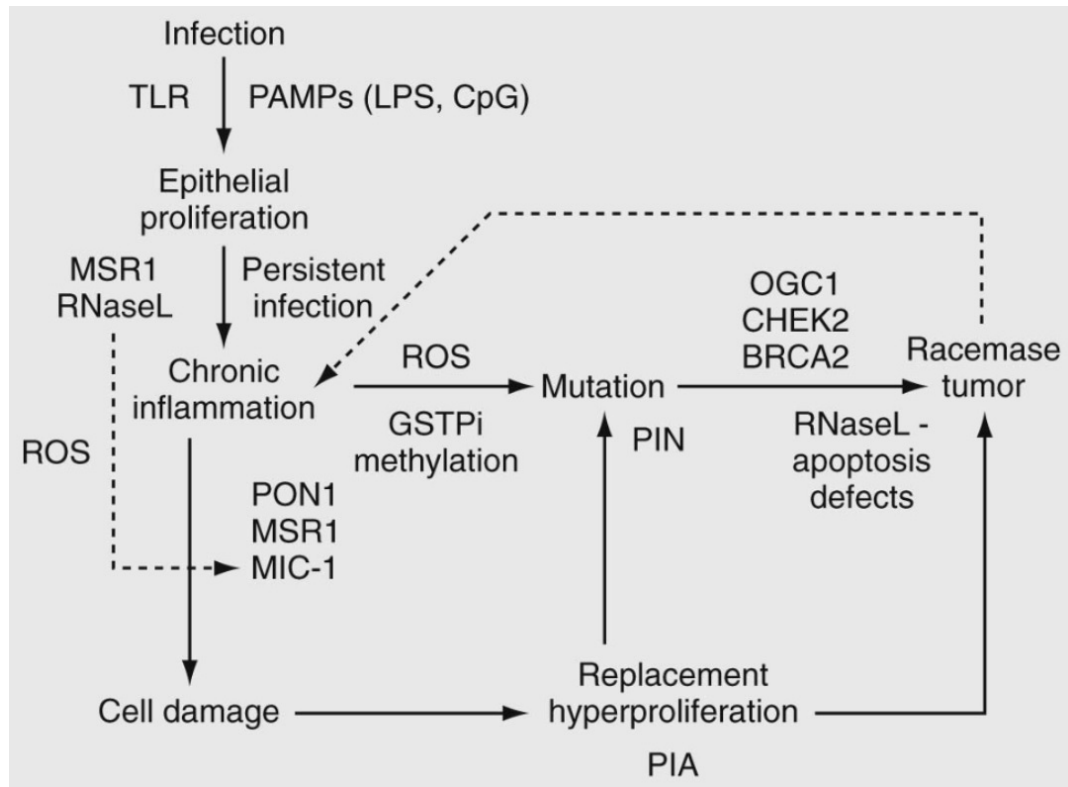 Infection
TLR
PAMPs (LPS, CpG)
Epithelial
proliferation
MSR1
RNaseL
Persistent
infection
Chronic
inflammation
ROS
GSTPi
methylation
Mutation
PIN
OGC1
CHEK2
BRCA2
RNaseL -
apoptosis
defects
Racemase
tumor
ROS
PON1
MSR1
MIC-1
Cell damage
Replacement
hyperproliferation
PIA